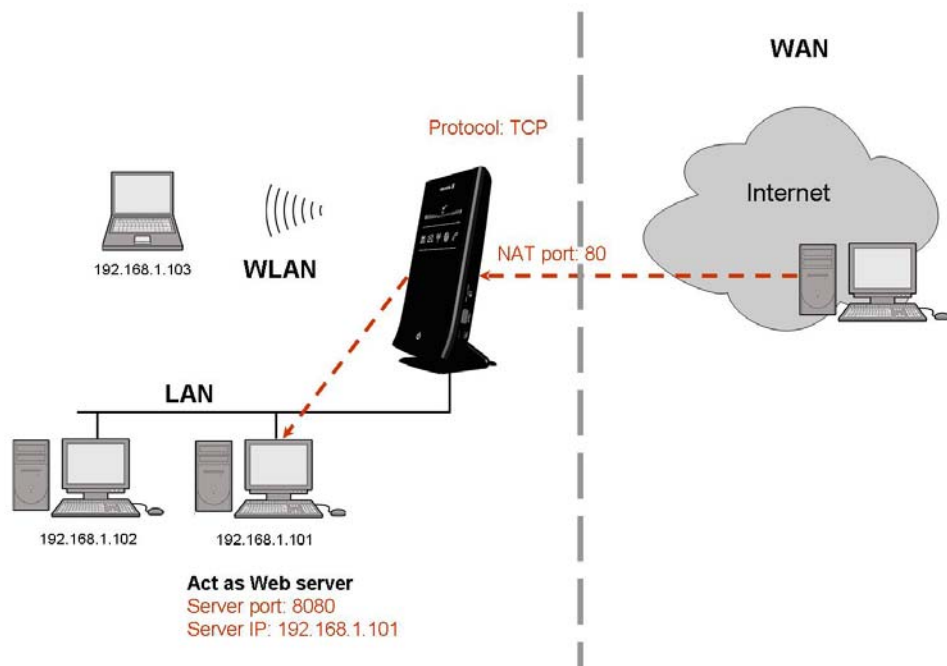 WAN
Protocol: TCP
Internet
NAT port: 80
192.168.1.103
WLAN
LAN
192.168.1.102
192.168.1.101
Act as Web server
Server port: 8080
Server IP: 192.168.1.101